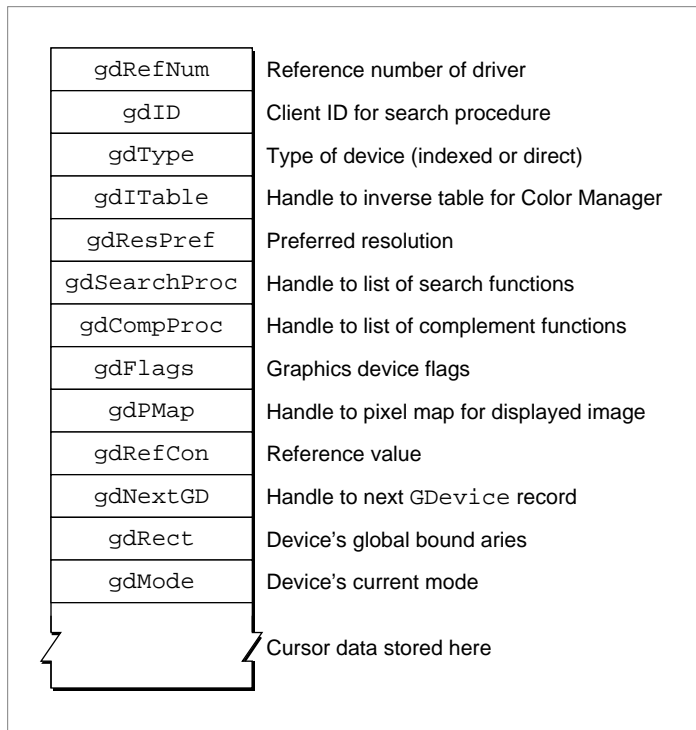 gdRefNum Reference number of driver
gdID Client ID for search procedure
gdType Type of device (indexed or direct)
gdITable Handle to inverse table for Color Manager
gdResPref Preferred resolution
gdSearchProc Handle to list of search functions
gdCompProc Handle to list of complement functions
gdFlags Graphics device flags
gdPMap Handle to pixel map for displayed image
gdRefCon Reference value
gdNextGD Handle to next GDevice record
gdRect Device's global bound aries
gdMode Device's current mode
Cursor data stored here